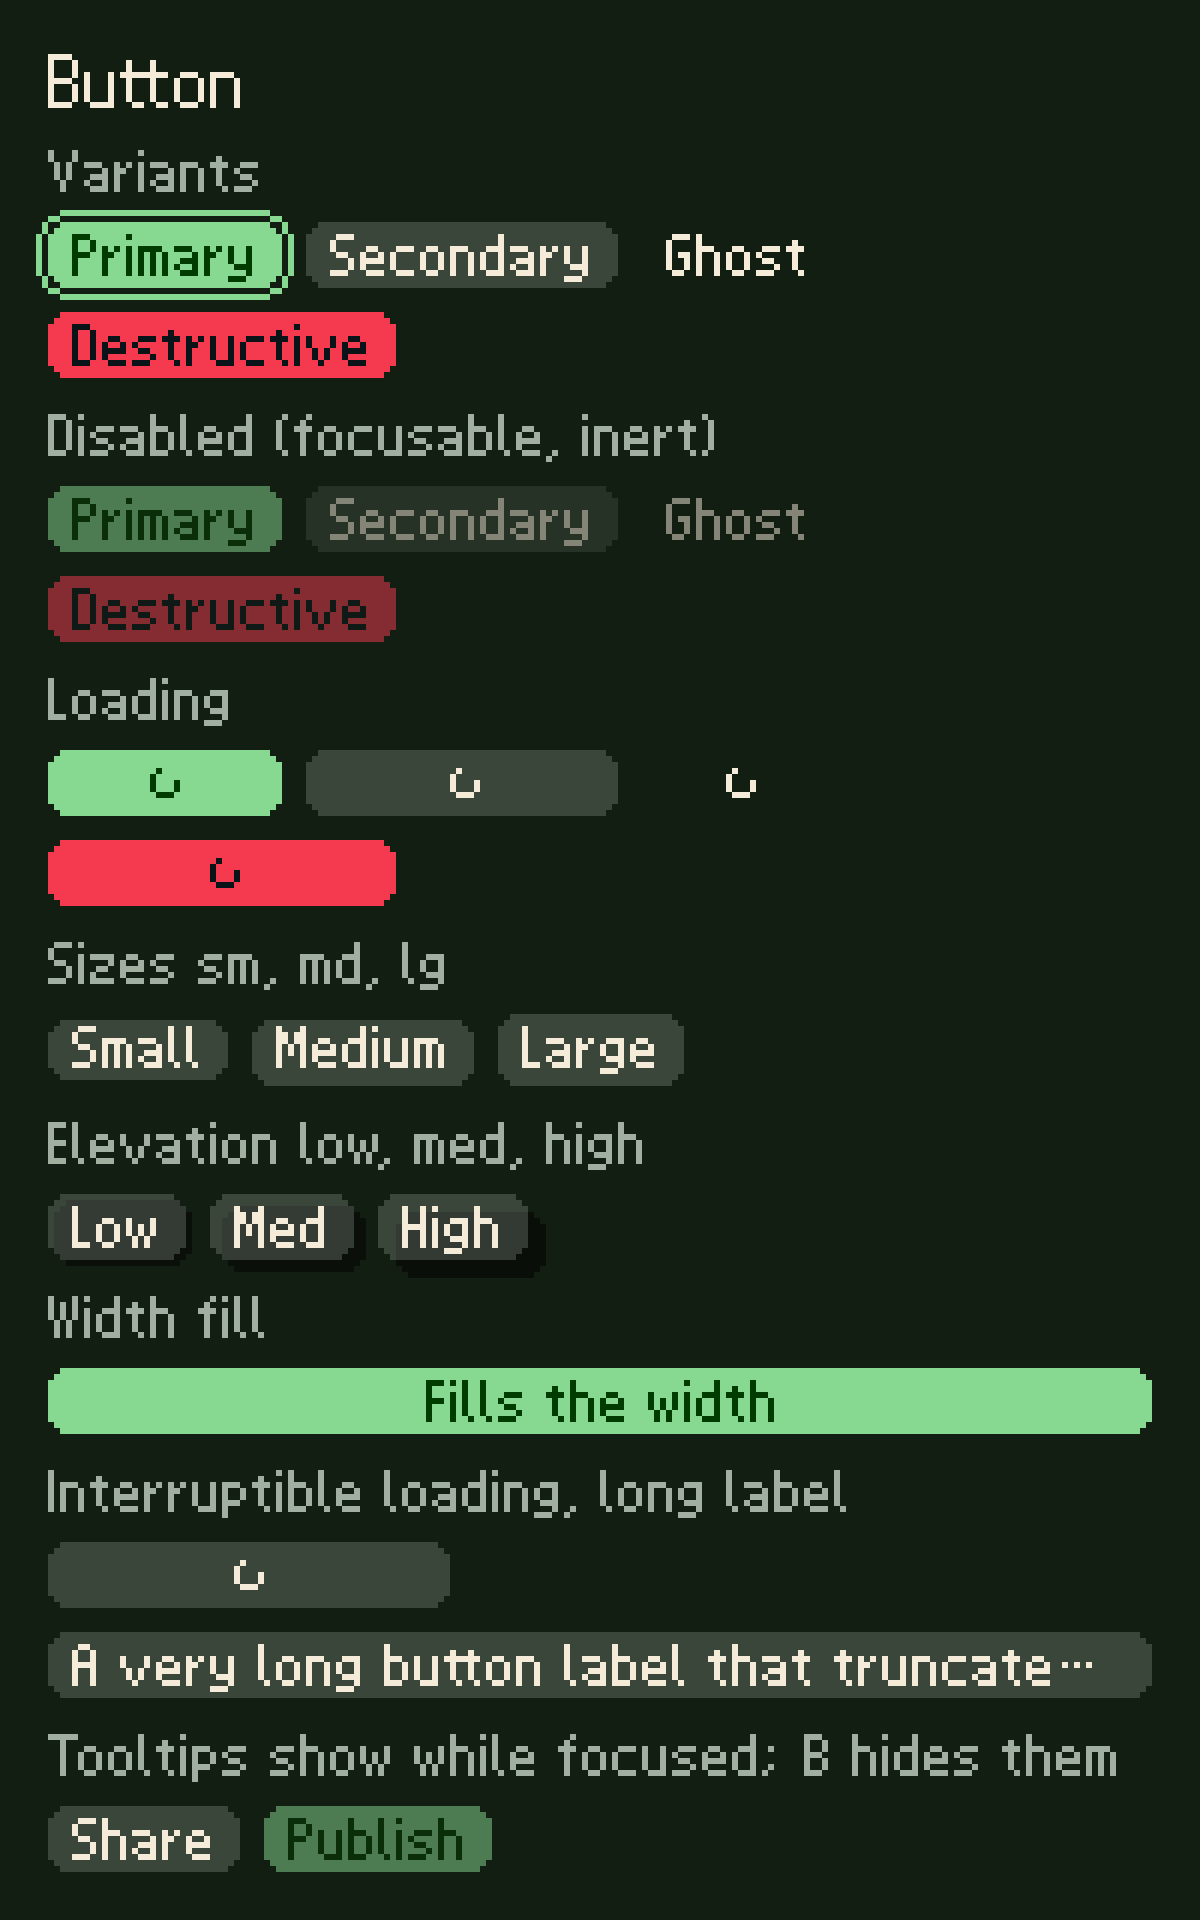 Button
Variants
Primary Secondary Ghost
Destructive
Disabled (focusable, inert)
Primary Secondary Ghost
Destructive
Loading
Sizes sm, md, lg
Small Medium Large
Elevation low, med, high
Low Med High
Width fill
Fills the width
Interruptible loading, long label
A very long button label that truncate…
Tooltips show while focused; B hides them
Share Publish